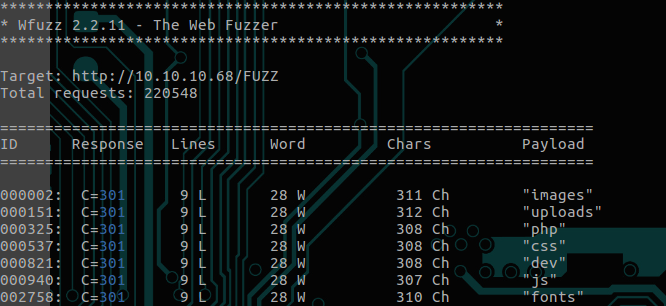 ********************************************************
* Wfuzz 2.2.11 - The Web Fuzzer                        *
********************************************************
Target: http://10.10.10.68/FUZZ
Total requests: 220548
==================================================================
ID      Response   Lines      Word         Chars          Payload
==================================================================
000002:  C=301      9 L       28 W          311 Ch        "images"
000151:  C=301      9 L       28 W          312 Ch        "uploads"
000325:  C=301      9 L       28 W          308 Ch        "php"
000537:  C=301      9 L       28 W          308 Ch        "css"
000821:  C=301      9 L       28 W          308 Ch        "dev"
000940:  C=301      9 L       28 W          307 Ch        "js"
002758:  C=301      9 L       28 W          310 Ch        "fonts"